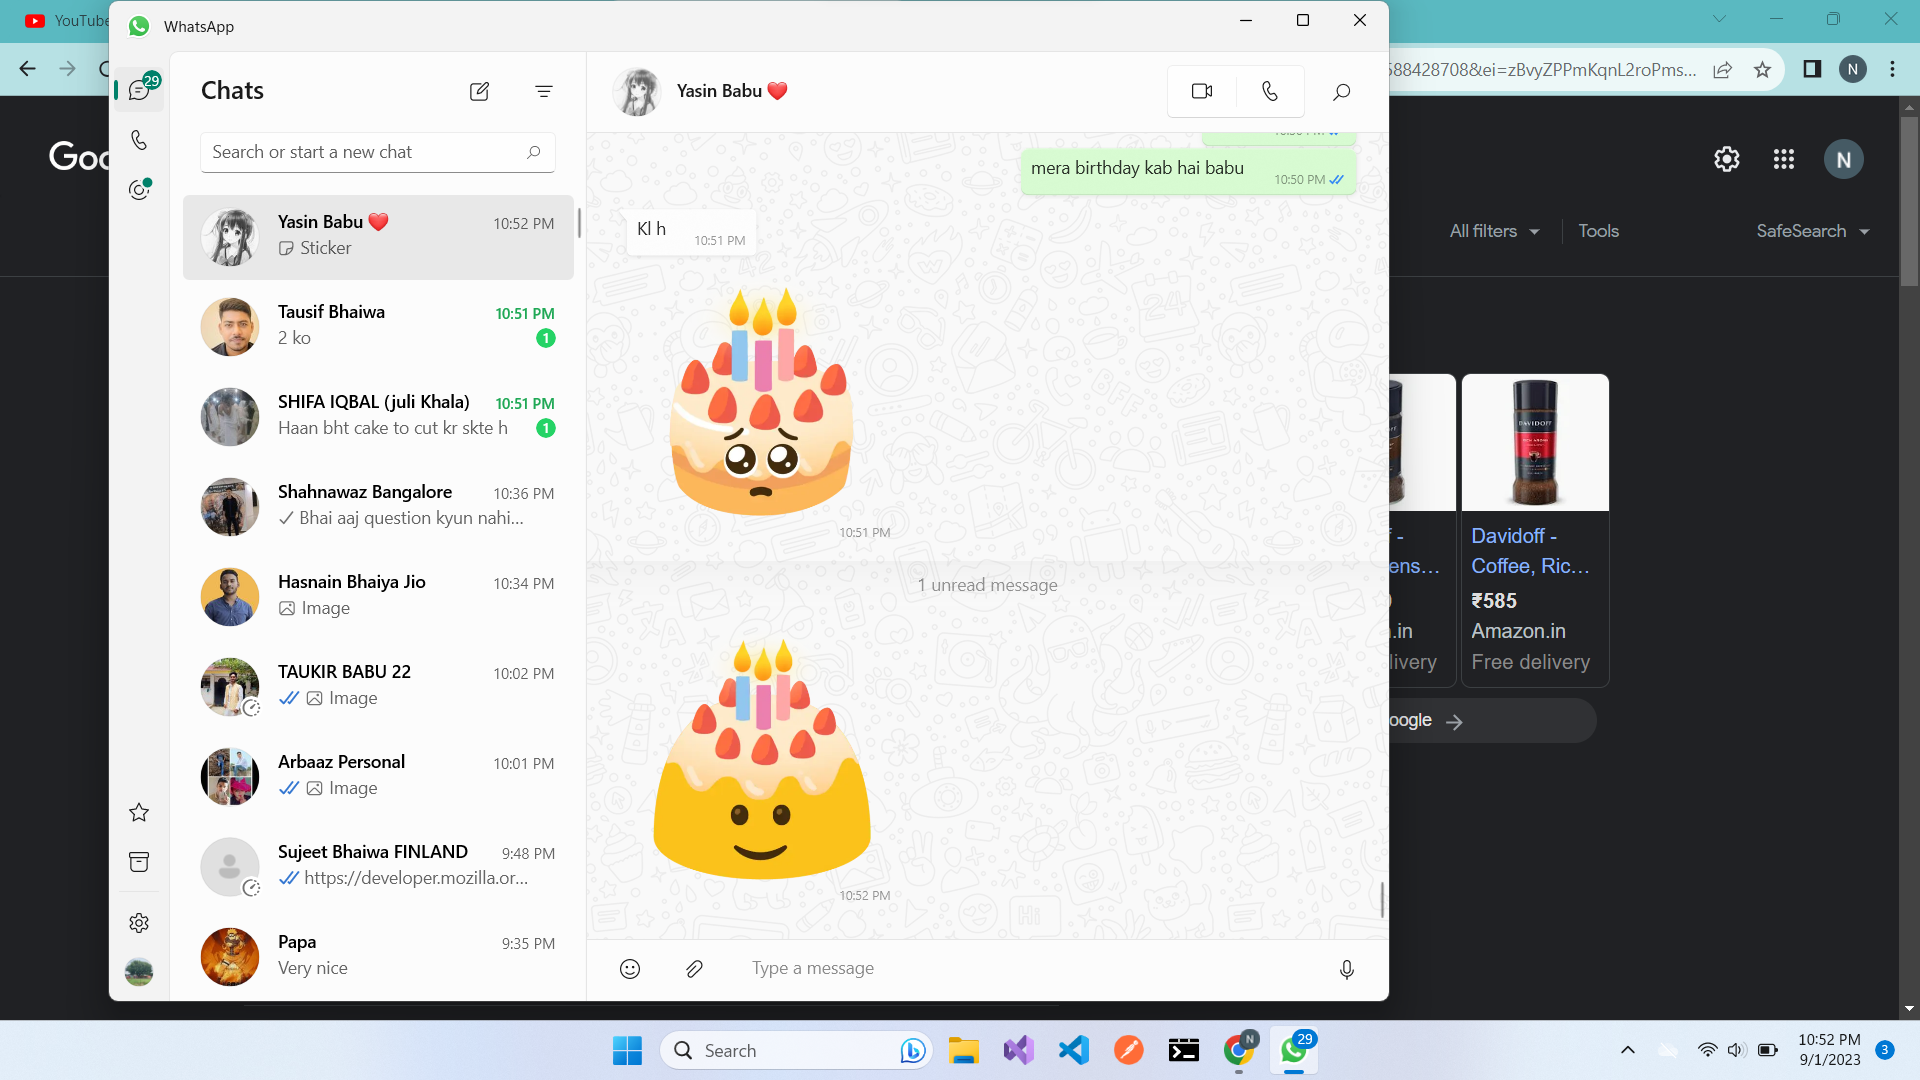 YouTube
WhatsApp
588428708&ei=zBvyZPPmKqnL2roPms...
N
29
Chats
Search or start a new chat
Yasin Babu ❤️
10:52 PM
Sticker
Tausif Bhaiwa
10:51 PM
2 ko
1
SHIFA IQBAL (juli Khala)
10:51 PM
Haan bht cake to cut kr skte h
1
Shahnawaz Bangalore
10:36 PM
Bhai aaj question kyun nahi...
Hasnain Bhaiya Jio
10:34 PM
Image
TAUKIR BABU 22
10:02 PM
Image
Arbaaz Personal
10:01 PM
Image
Sujeet Bhaiwa FINLAND
9:48 PM
https://developer.mozilla.or...
Papa
9:35 PM
Very nice
Yasin Babu ❤️
mera birthday kab hai babu
10:50 PM
Kl h
10:51 PM
10:51 PM
1 unread message
10:52 PM
Type a message
Goo
N
All filters
Tools
SafeSearch
DAVIDOFF
Davidoff -
Coffee, Ric...
₹585
Amazon.in
Free delivery
f -
ens...
.in
livery
oogle
Search
N
29
10:52 PM
9/1/2023
3